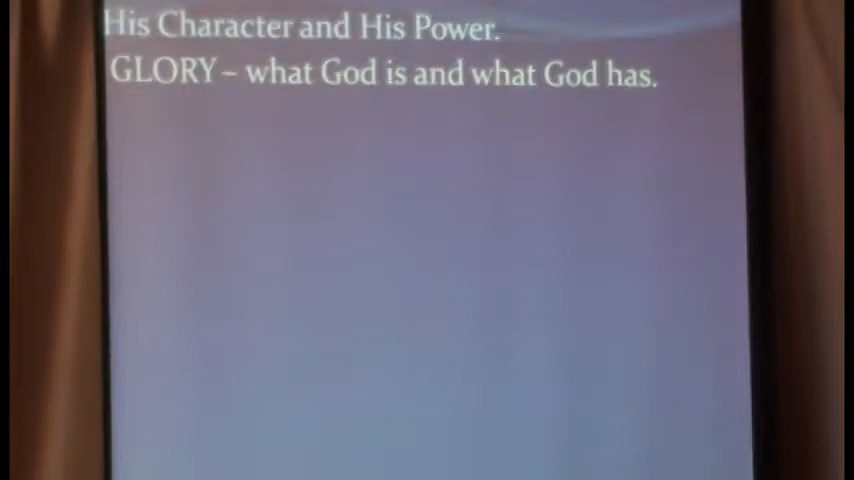 His Character and His Power.
GLORY – what God is and what God has.